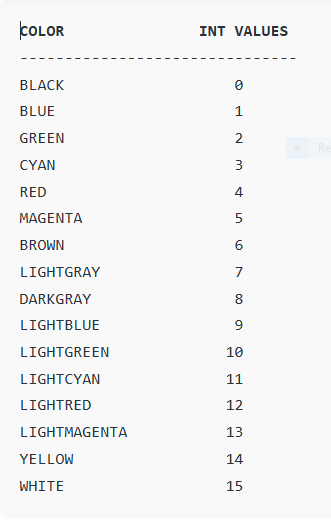 COLOR INT VALUES
-------------------------------
BLACK 0
BLUE 1
GREEN 2
CYAN 3
RED 4
MAGENTA 5
BROWN 6
LIGHTGRAY 7
DARKGRAY 8
LIGHTBLUE 9
LIGHTGREEN 10
LIGHTCYAN 11
LIGHTRED 12
LIGHTMAGENTA 13
YELLOW 14
WHITE 15